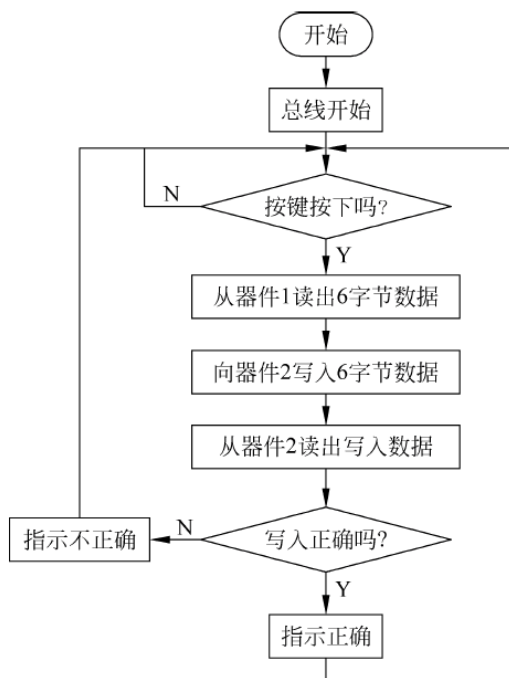 开始
总线开始
N
按键按下吗?
Y
从器件1读出6字节数据
向器件2写入6字节数据
从器件2读出写入数据
指示不正确
N
写入正确吗?
Y
指示正确